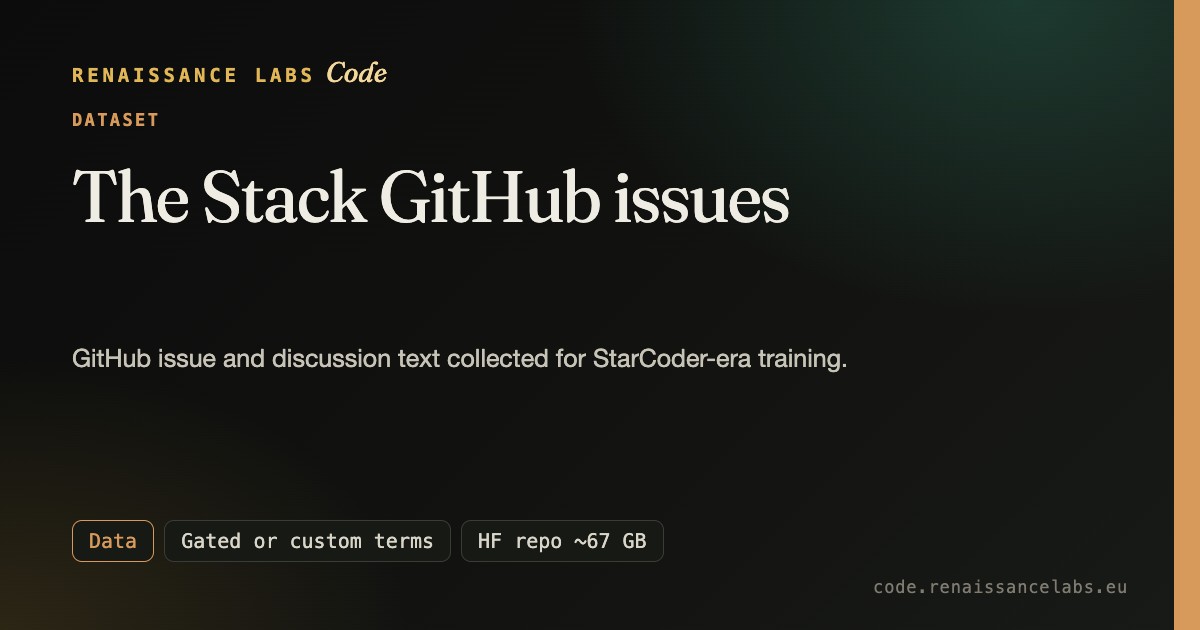 RENAISSANCE LABS Code
DATASET
The Stack GitHub issues
GitHub issue and discussion text collected for StarCoder-era training.
Data
Gated or custom terms
HF repo ~67 GB
code.renaissancelabs.eu